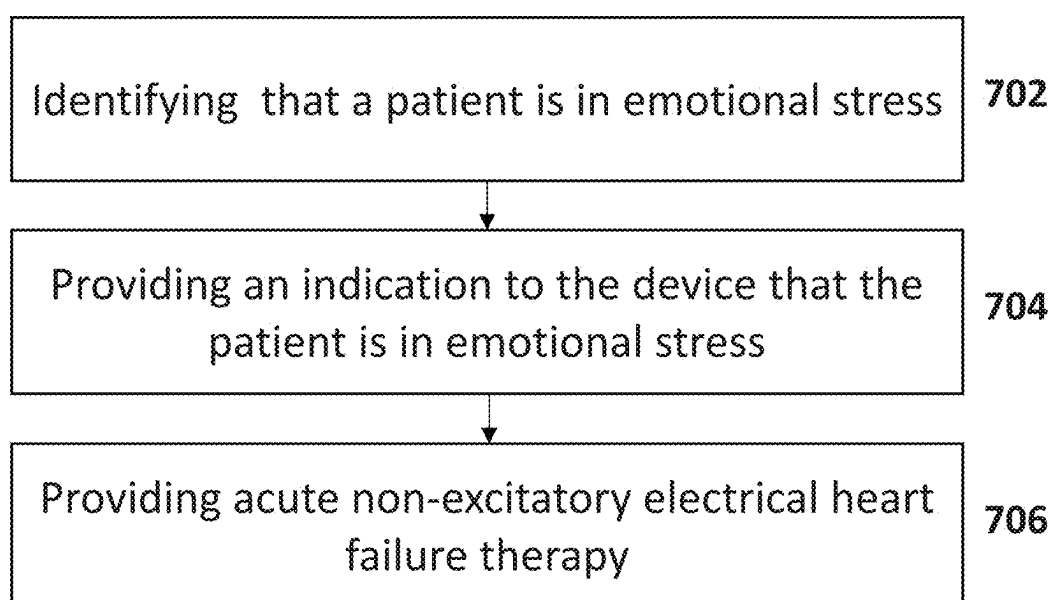 Identifying that a patient is in emotional stress
702
Providing an indication to the device that the
patient is in emotional stress
704
Providing acute non-excitatory electrical heart
failure therapy
706